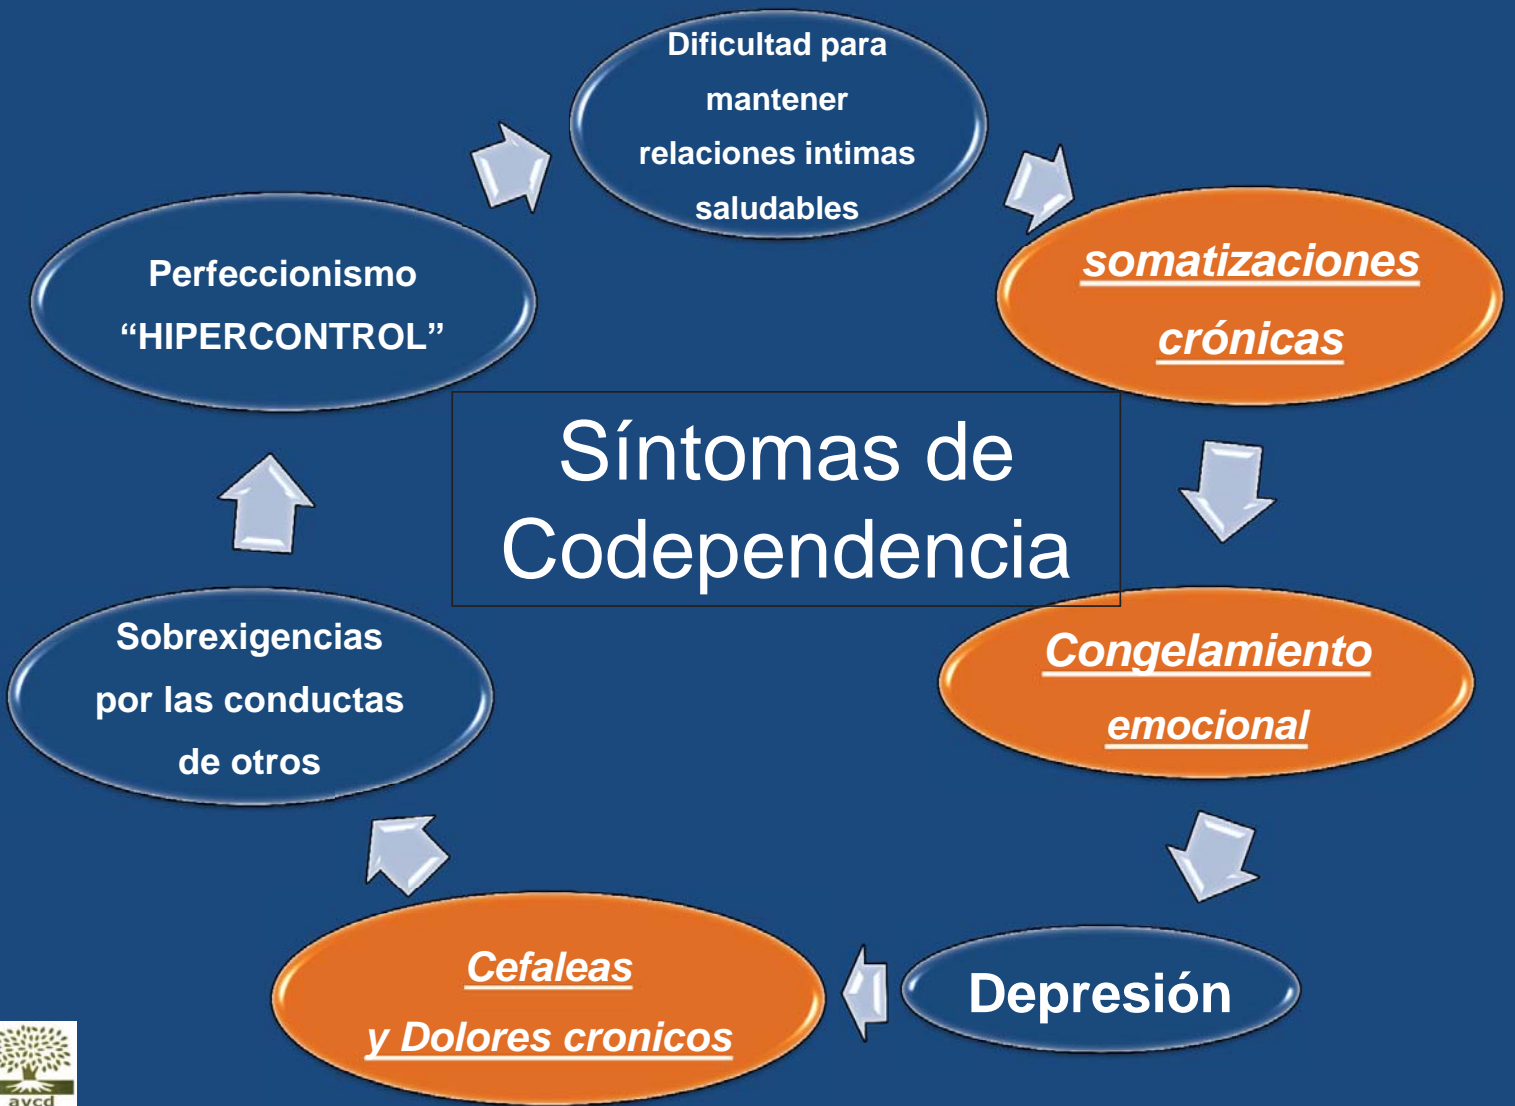 Dificultad para
mantener
relaciones intimas
saludables
somatizaciones
crónicas
Congelamiento
emocional
Depresión
Cefaleas
y Dolores cronicos
Sobrexigencias
por las conductas
de otros
Perfeccionismo
“HIPERCONTROL”
Síntomas de
Codependencia
avcd